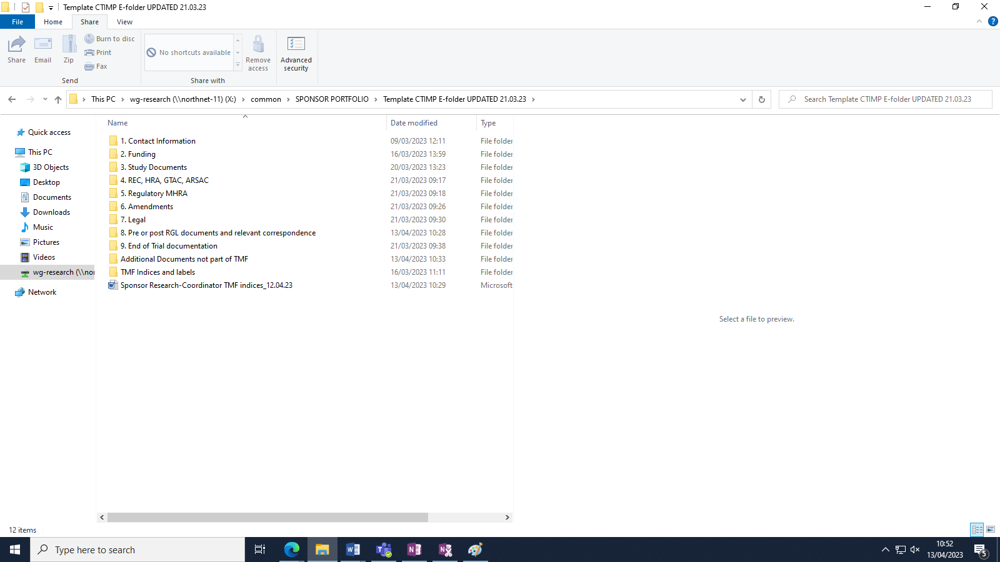 Template CTIMP E-folder UPDATED 21.03.23
File Home Share View
Share Email Zip
Burn to disc
Print
Fax
No shortcuts available
Remove access
Advanced security
Send
Share with
This PC > wg-research (\\northnet-11) (X:) > common > SPONSOR PORTFOLIO > Template CTIMP E-folder UPDATED 21.03.23 >
Search Template CTIMP E-folder UPDATED 21.03.23
Quick access
This PC
3D Objects
Desktop
Documents
Downloads
Music
Pictures
Videos
wg-research (\\nor
Network
Name Date modified Type
1. Contact Information 09/03/2023 12:11 File folder
2. Funding 16/03/2023 13:59 File folder
3. Study Documents 20/03/2023 13:23 File folder
4. REC, HRA, GTAC, ARSAC 21/03/2023 09:17 File folder
5. Regulatory MHRA 21/03/2023 09:18 File folder
6. Amendments 21/03/2023 09:26 File folder
7. Legal 21/03/2023 09:30 File folder
8. Pre or post RGL documents and relevant correspondence 13/04/2023 10:28 File folder
9. End of Trial documentation 21/03/2023 09:38 File folder
Additional Documents not part of TMF 13/04/2023 10:33 File folder
TMF Indices and labels 16/03/2023 11:11 File folder
Sponsor Research-Coordinator TMF indices_12.04.23 13/04/2023 10:29 Microsoft
Select a file to preview.
12 items
Type here to search
10:52
13/04/2023
5